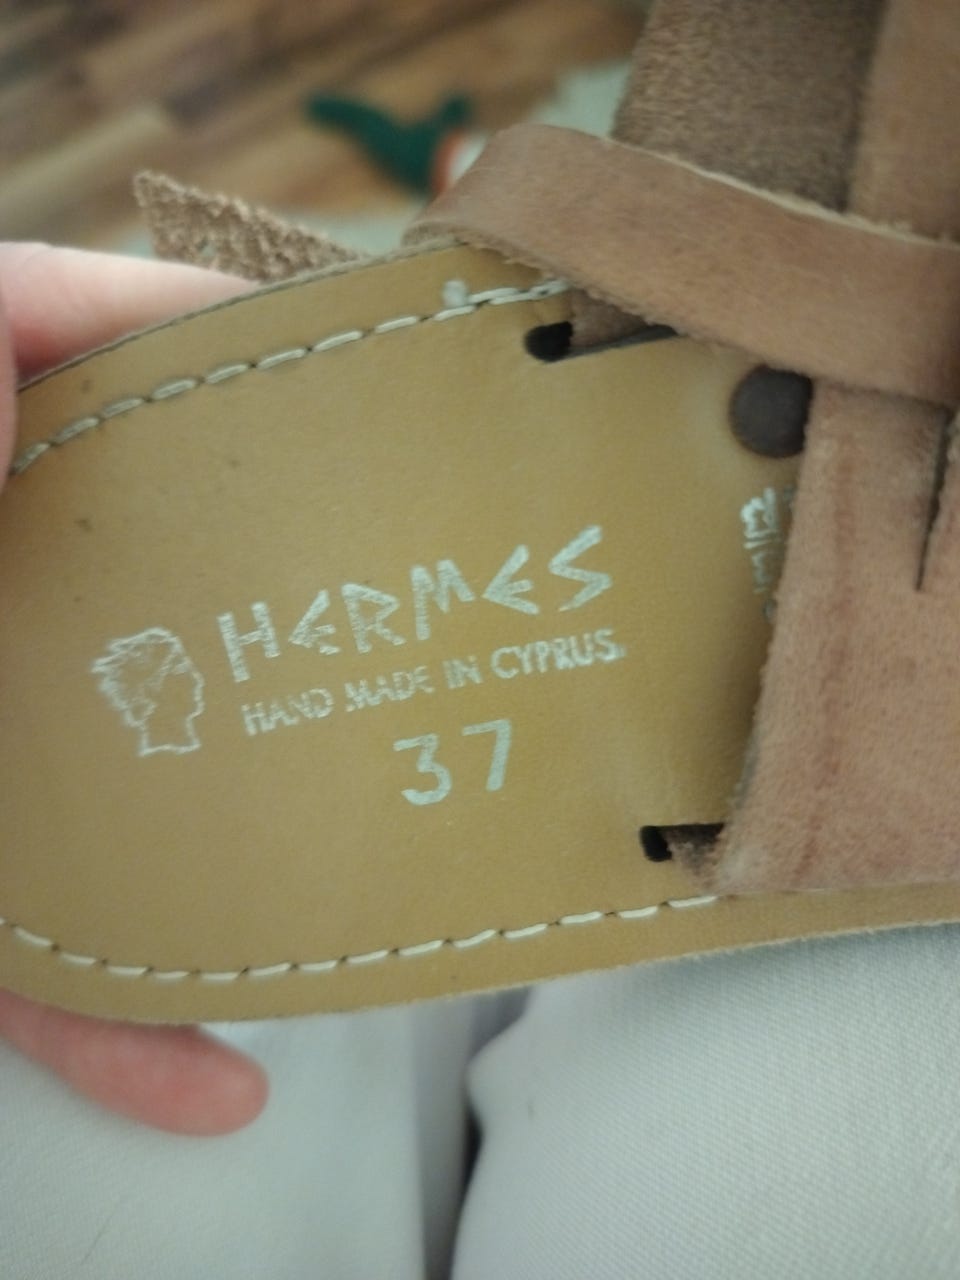 HERMES
HAND MADE IN CYPRUS.
37